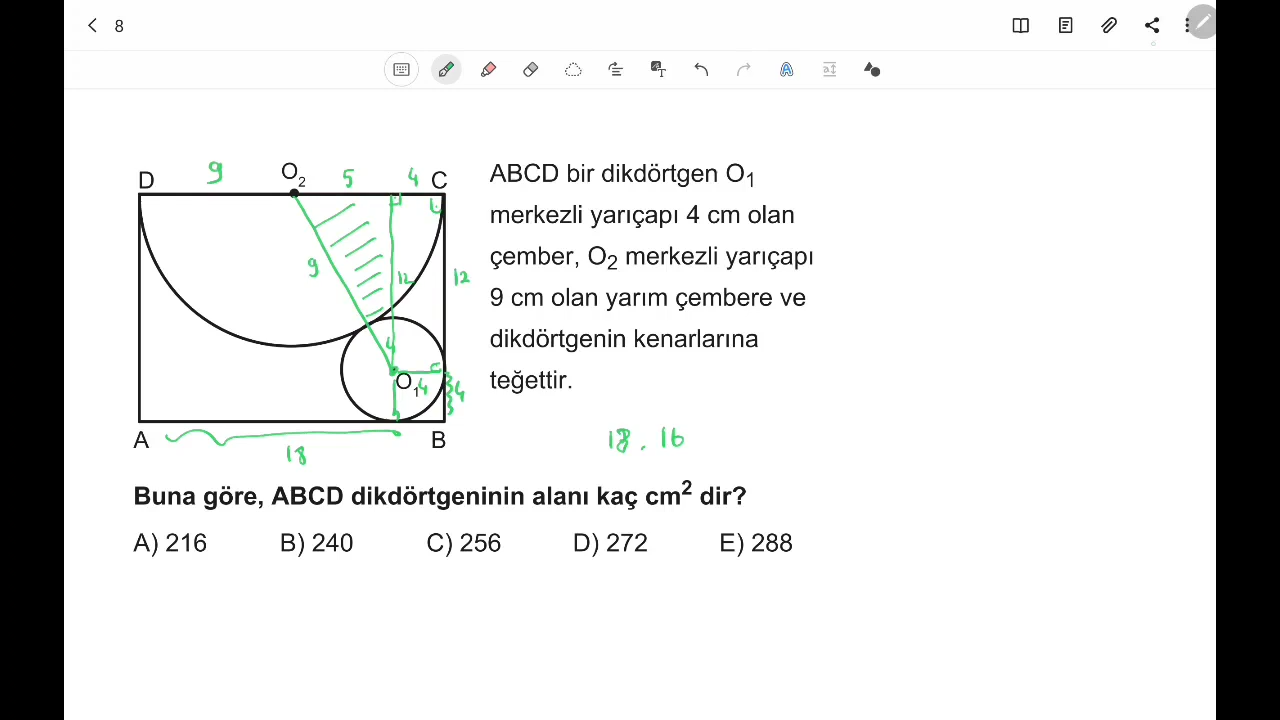 8
9 O2 5 4
D C
ABCD bir dikdörtgen O1
merkezli yarıçapı 4 cm olan
çember, O2 merkezli yarıçapı
9 cm olan yarım çembere ve
dikdörtgenin kenarlarına
teğettir.
9 12 12
4
O1 4 4
A B
18
18 . 16
Buna göre, ABCD dikdörtgeninin alanı kaç cm2 dir?
A) 216 B) 240 C) 256 D) 272 E) 288